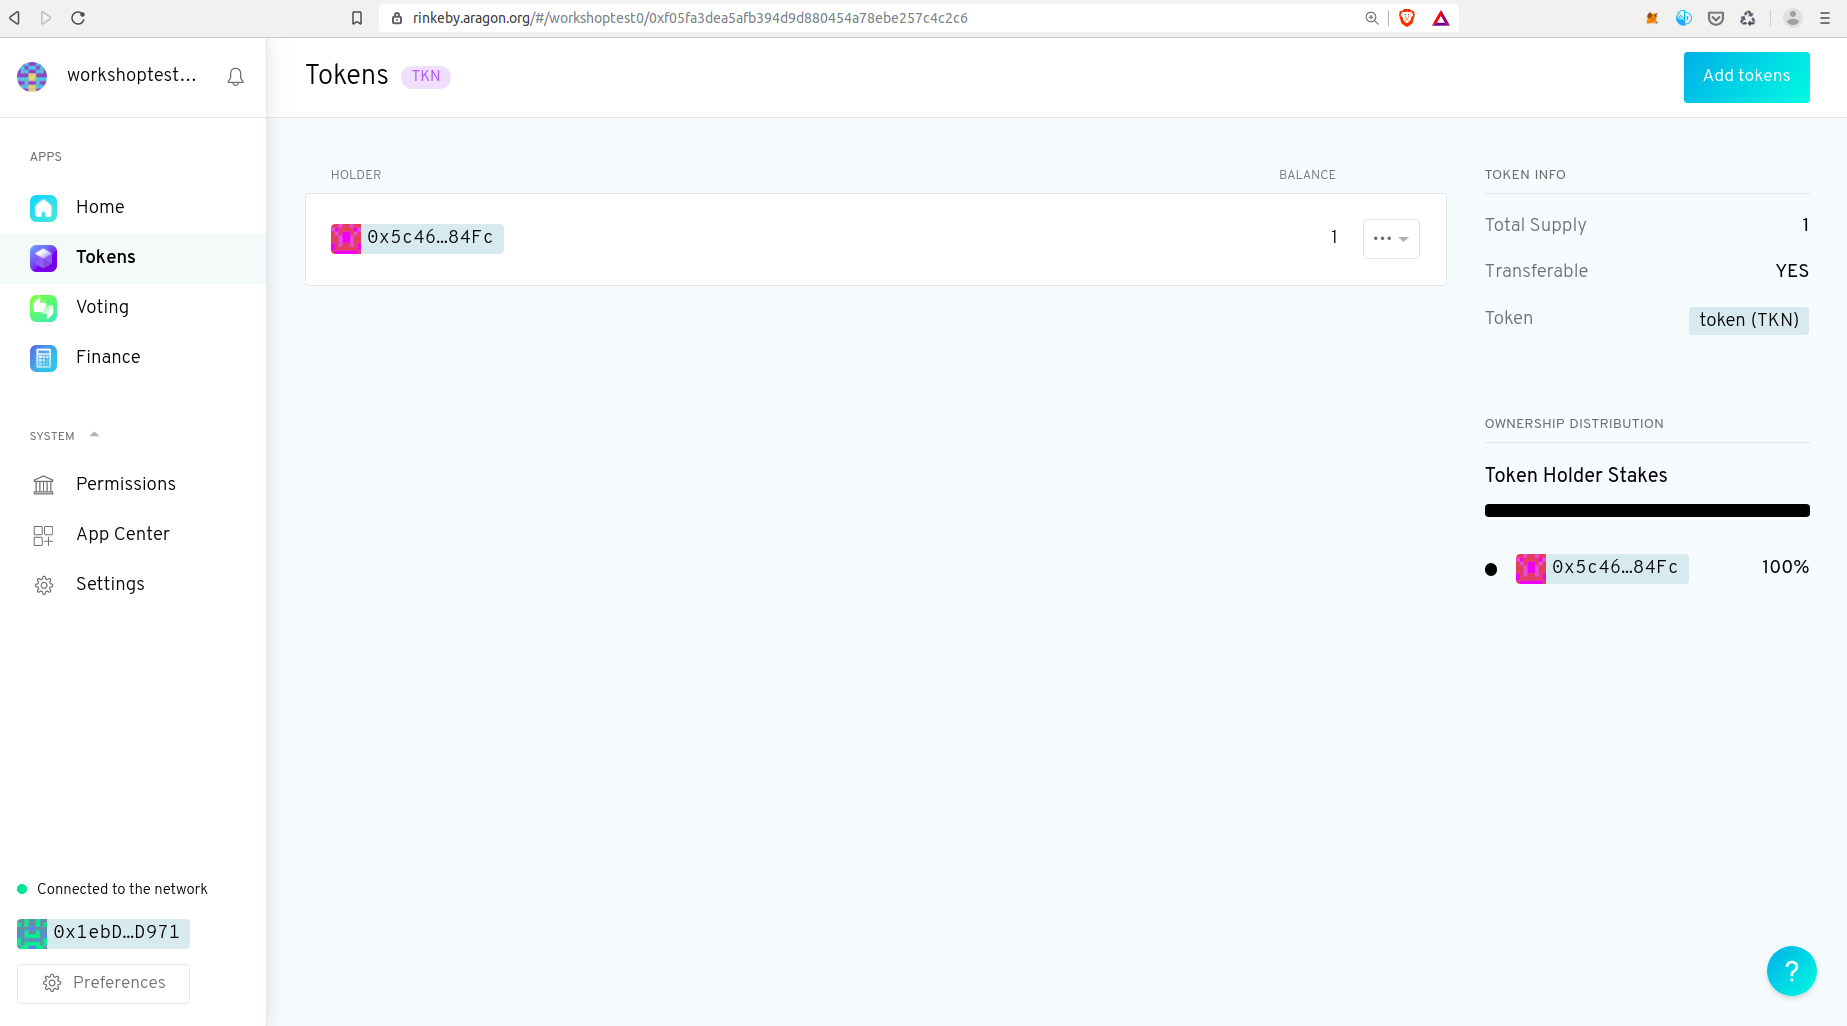 rinkeby.aragon.org/#/workshoptest0/0xf05fa3dea5afb394d9d880454a78ebe257c4c2c6
workshoptest...
Tokens TKN
Add tokens
APPS
Home
Tokens
Voting
Finance
SYSTEM
Permissions
App Center
Settings
Connected to the network
0x1ebD…D971
Preferences
HOLDER BALANCE
0x5c46…84Fc 1
TOKEN INFO
Total Supply 1
Transferable YES
Token token (TKN)
OWNERSHIP DISTRIBUTION
Token Holder Stakes
0x5c46…84Fc 100%
?